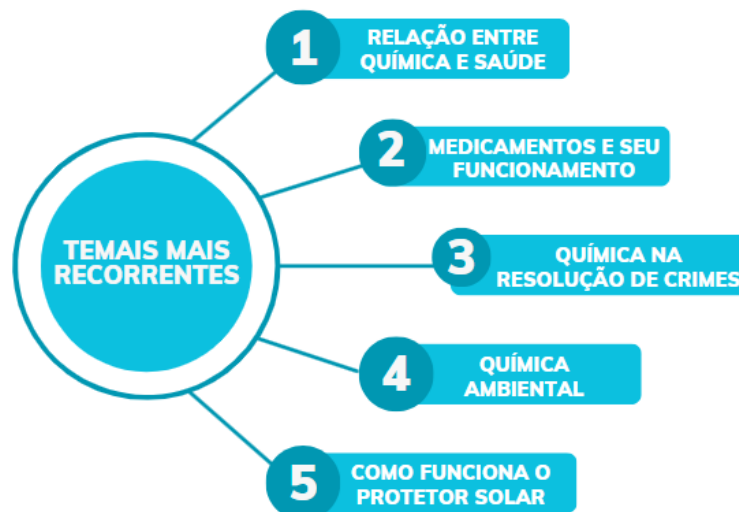 1
RELAÇÃO ENTRE
QUÍMICA E SAÚDE
2
MEDICAMENTOS E SEU
FUNCIONAMENTO
TEMAIS MAIS
RECORRENTES
3
QUÍMICA NA
RESOLUÇÃO DE CRIMES
4
QUÍMICA
AMBIENTAL
5
COMO FUNCIONA O
PROTETOR SOLAR